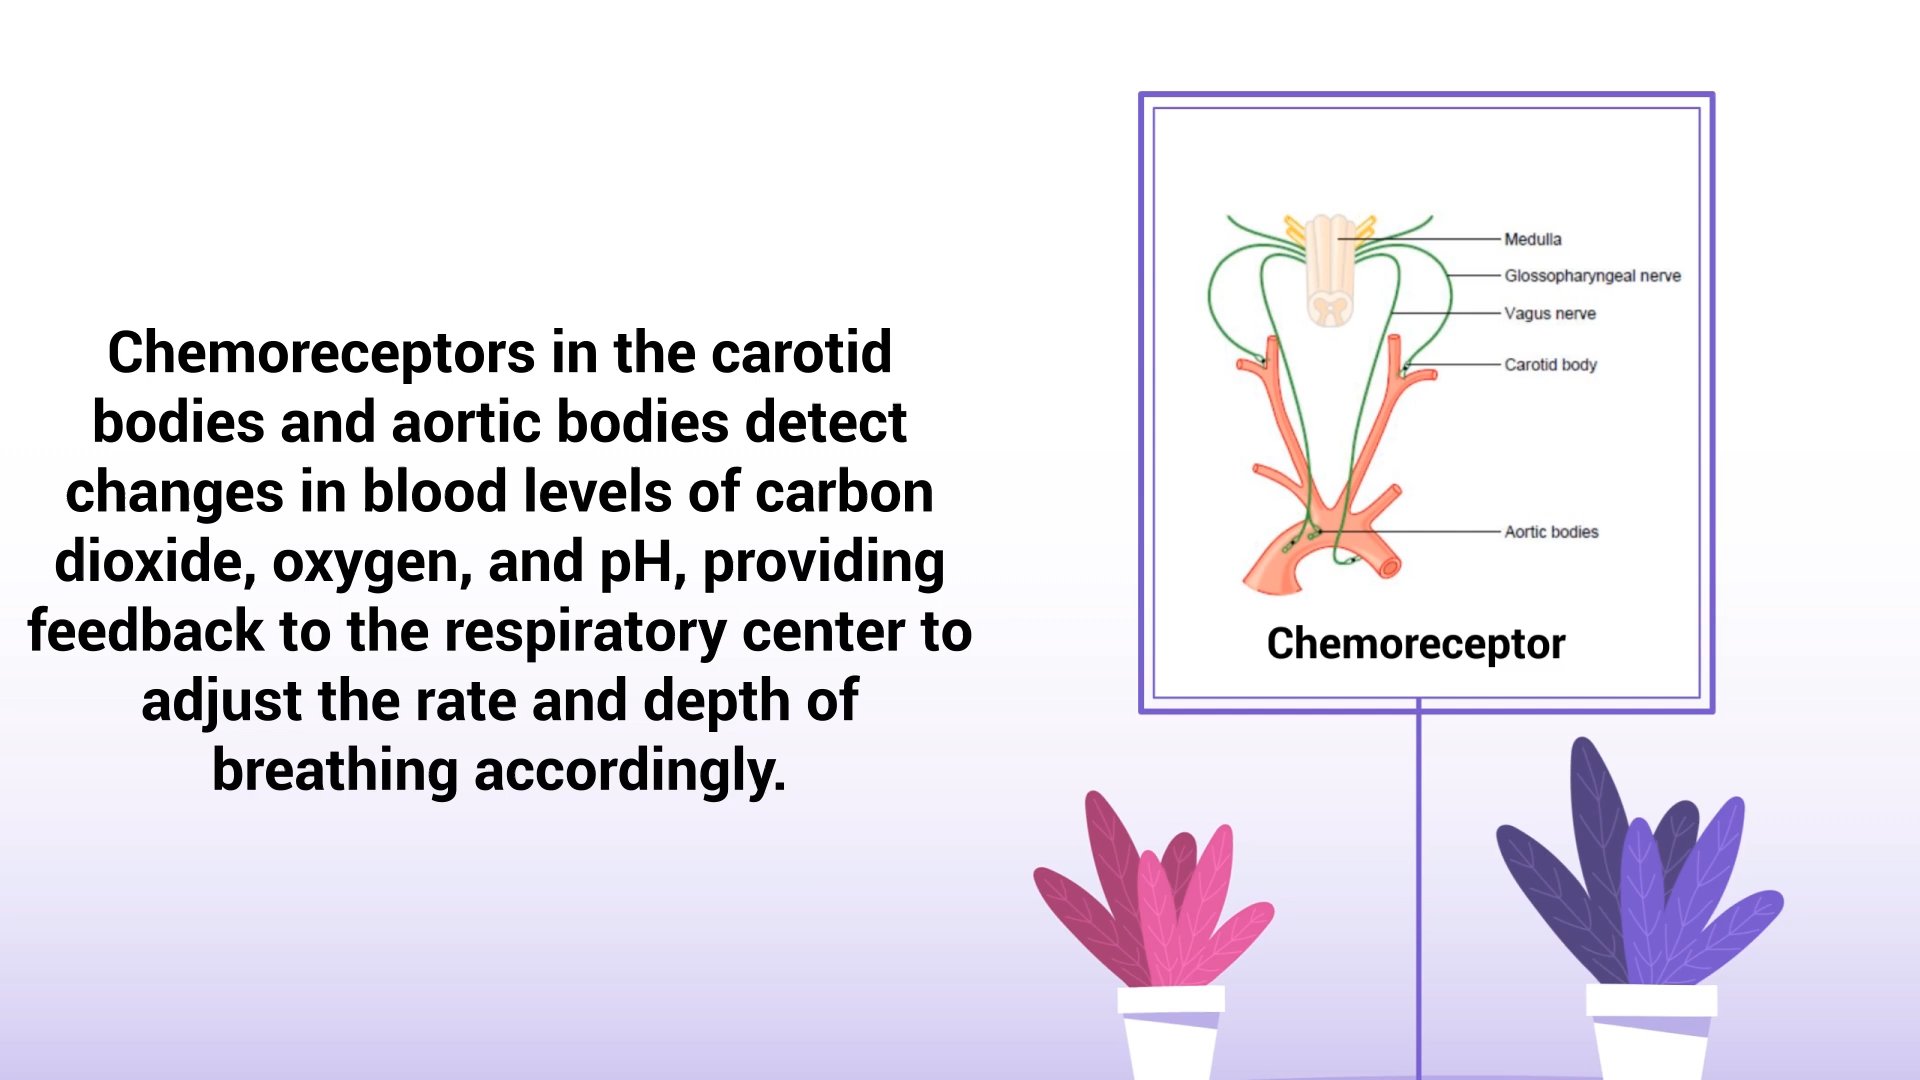 Chemoreceptors in the carotid
bodies and aortic bodies detect
changes in blood levels of carbon
dioxide, oxygen, and pH, providing
feedback to the respiratory center to
adjust the rate and depth of
breathing accordingly.
Medulla
Glossopharyngeal nerve
Vagus nerve
Carotid body
Aortic bodies
Chemoreceptor